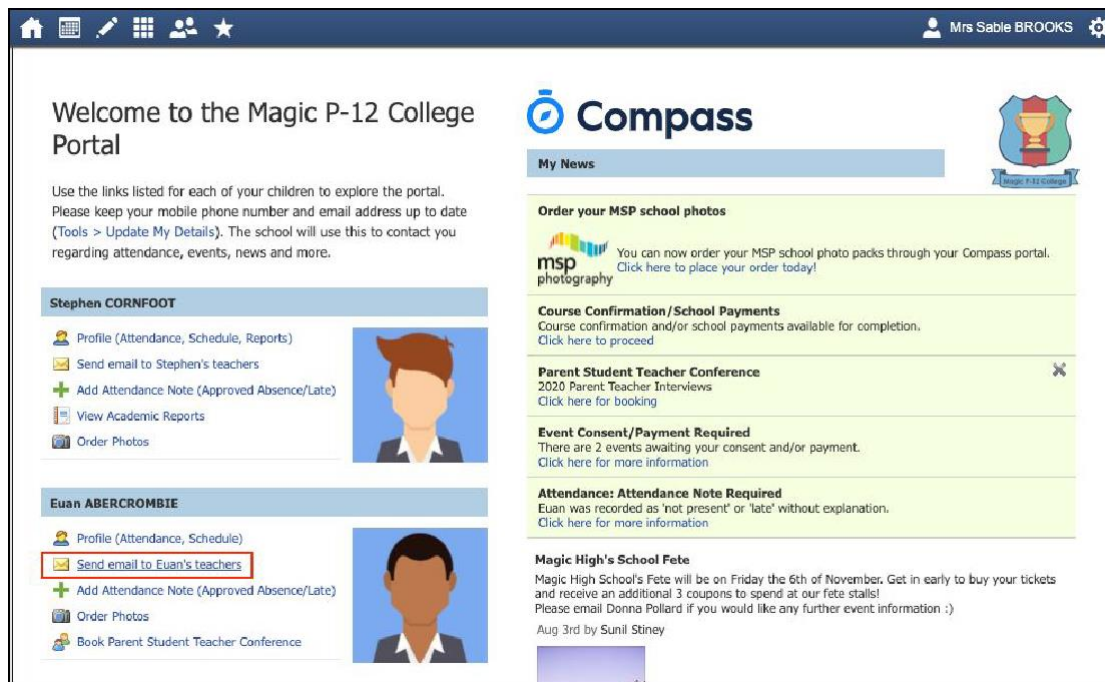 Mrs Sable BROOKS
Welcome to the Magic P-12 College
Portal
Use the links listed for each of your children to explore the portal.
Please keep your mobile phone number and email address up to date
(Tools > Update My Details). The school will use this to contact you
regarding attendance, events, news and more.
Stephen CORNFOOT
Profile (Attendance, Schedule, Reports)
Send email to Stephen's teachers
Add Attendance Note (Approved Absence/Late)
View Academic Reports
Order Photos
Euan ABERCROMBIE
Profile (Attendance, Schedule)
Send email to Euan's teachers
Add Attendance Note (Approved Absence/Late)
Order Photos
Book Parent Student Teacher Conference
Compass
Magic P-12 College
My News
Order your MSP school photos
msp
photography
You can now order your MSP school photo packs through your Compass portal.
Click here to place your order today!
Course Confirmation/School Payments
Course confirmation and/or school payments available for completion.
Click here to proceed
Parent Student Teacher Conference
2020 Parent Teacher Interviews
Click here for booking
Event Consent/Payment Required
There are 2 events awaiting your consent and/or payment.
Click here for more information
Attendance: Attendance Note Required
Euan was recorded as 'not present' or 'late' without explanation.
Click here for more information
Magic High's School Fete
Magic High School's Fete will be on Friday the 6th of November. Get in early to buy your tickets
and receive an additional 3 coupons to spend at our fete stalls!
Please email Donna Pollard if you would like any further event information :)
Aug 3rd by Sunil Stiney